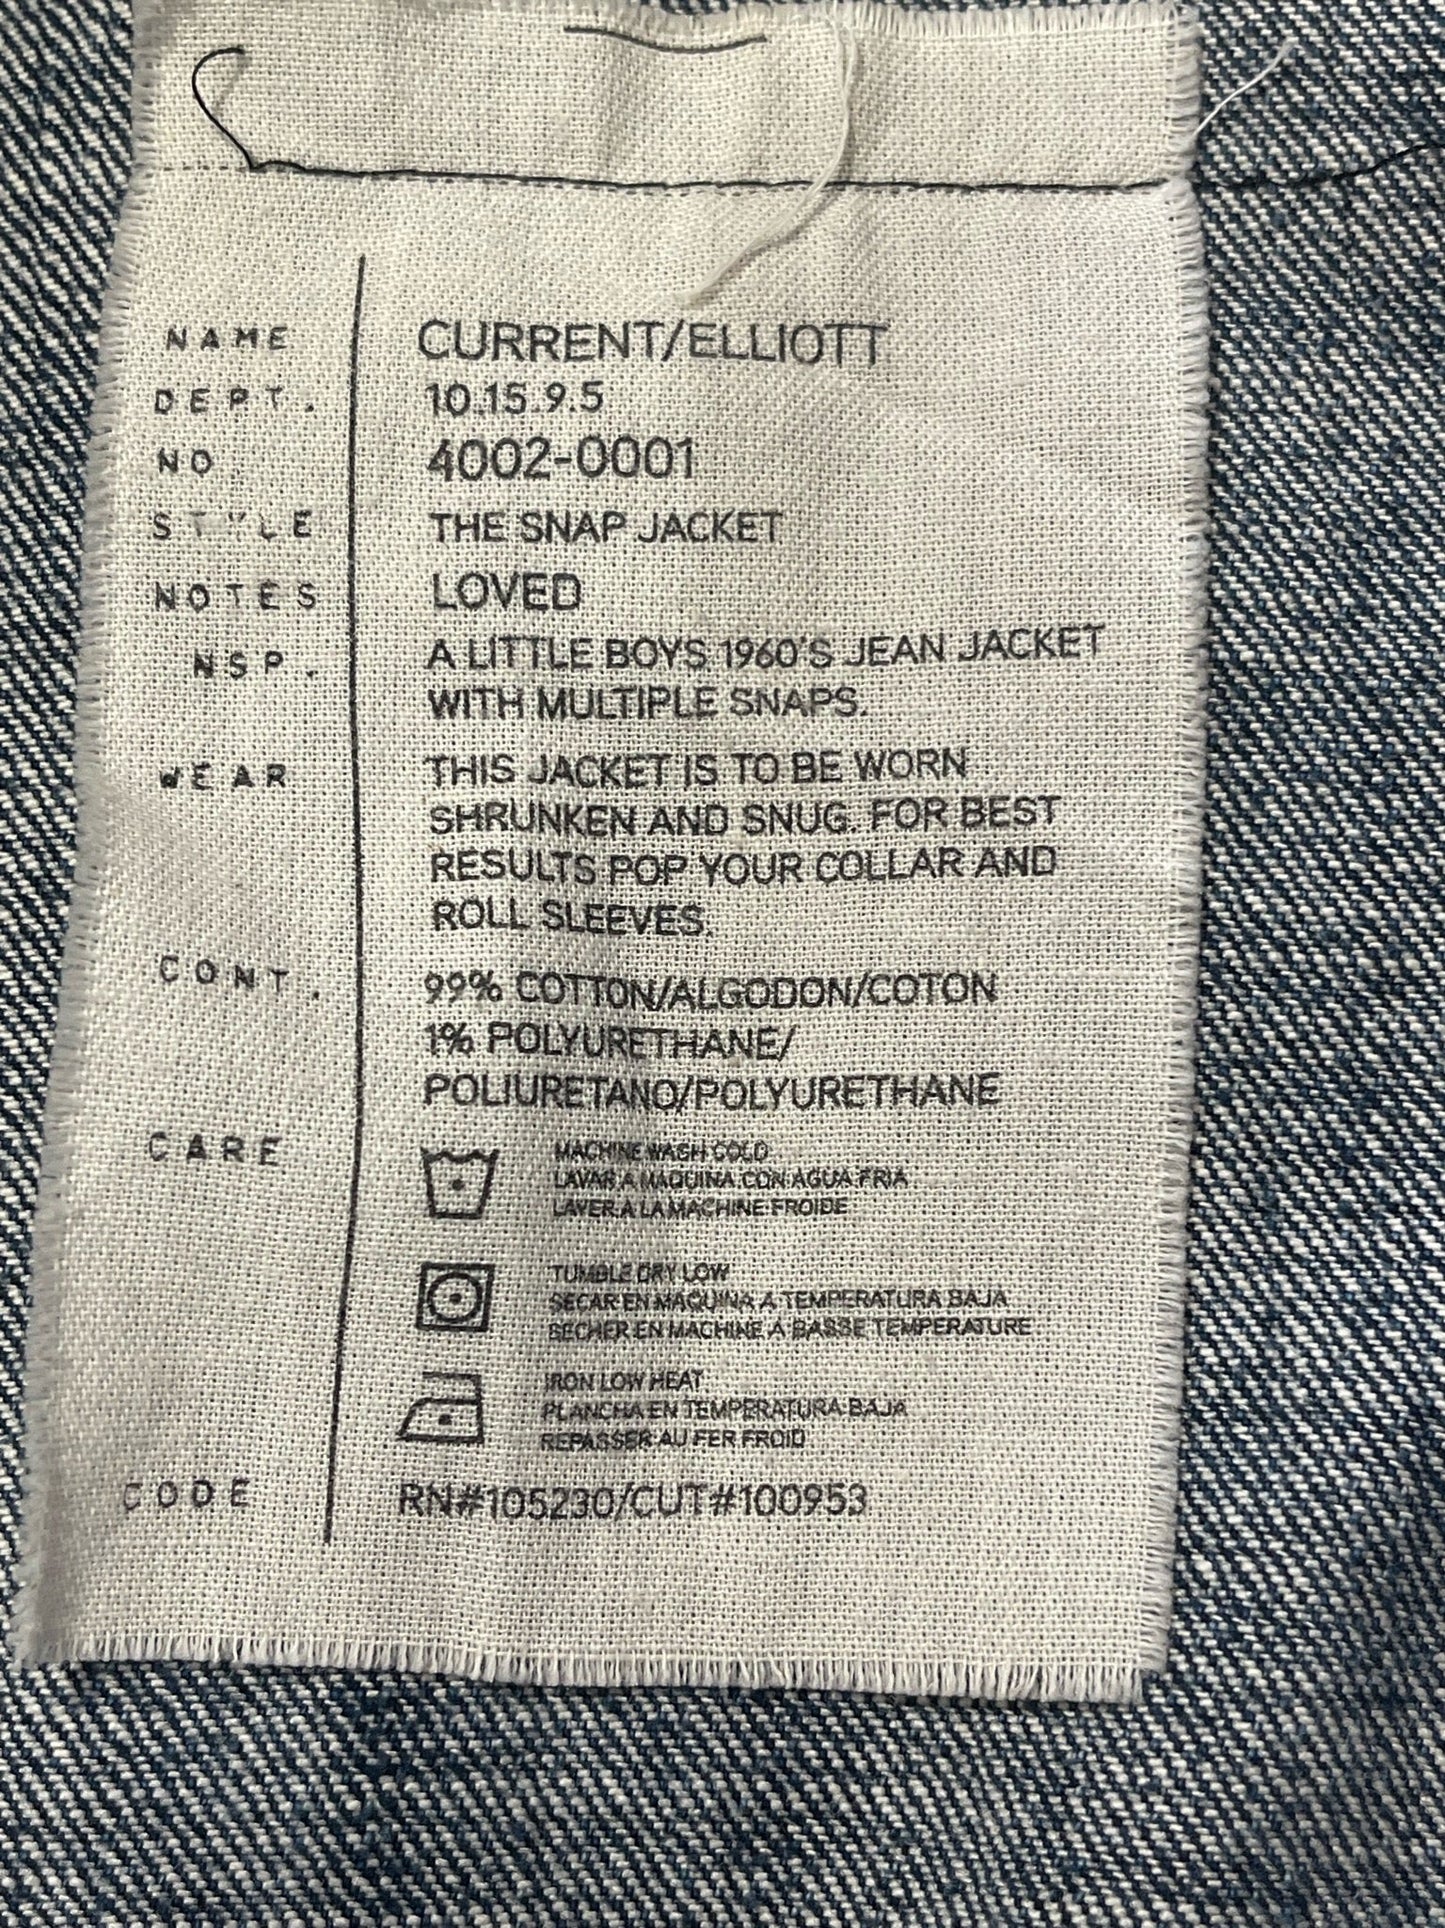 NAME CURRENT/ELLIOTT
DEPT. 10.15.9.5
NO 4002-0001
STYLE THE SNAP JACKET
NOTES LOVED
NSP. A LITTLE BOYS 1960'S JEAN JACKET
WITH MULTIPLE SNAPS.
WEAR THIS JACKET IS TO BE WORN
SHRUNKEN AND SNUG. FOR BEST
RESULTS POP YOUR COLLAR AND
ROLL SLEEVES
CONT. 99% COTTON/ALGODON/COTON
1% POLYURETHANE/
POLIURETANO/POLYURETHANE
CARE MACHINE WASH COLD
LAVAR A MAQUINA CON AGUA FRIA
LAVER A LA MACHINE FROIDE
TUMBLE DRY LOW
SECAR EN MAQUINA A TEMPERATURA BAJA
SECHER EN MACHINE A BASSE TEMPERATURE
IRON LOW HEAT
PLANCHA EN TEMPERATURA BAJA
REPASSER AU FER FROID
CODE RN#105230/CUT#100953